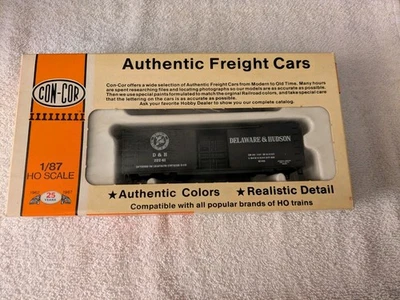 Authentic Freight Cars
Con-Cor offers a wide selection of Authentic Freight Cars from Modern to Old Time. Many hours
are spent researching files and locating photographs so our models are as accurate as possible.
Then we use special paints formulated to match the original Railroad colors, and take special care
that the lettering on the cars is as accurate as possible.
Ask your favorite Hobby Dealer to show you our complete catalog.
CON-COR
1/87
HO SCALE
25
YEARS
D & H
DELAWARE & HUDSON
★Authentic Colors ★Realistic Detail
Compatible with all popular brands of HO trains